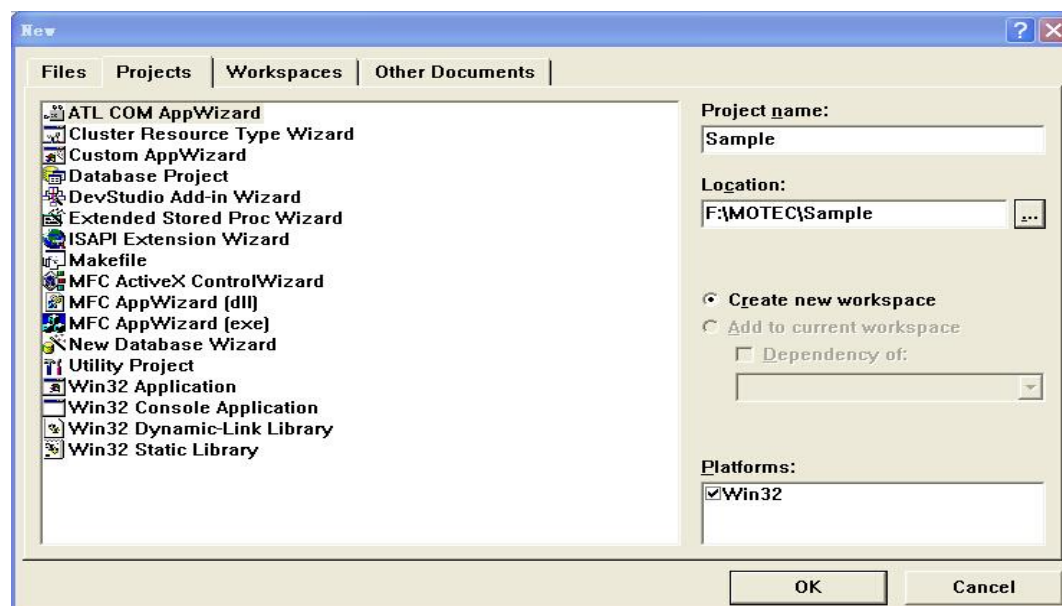 New
Files Projects Workspaces Other Documents
ATL COM AppWizard
Cluster Resource Type Wizard
Custom AppWizard
Database Project
DevStudio Add-in Wizard
Extended Stored Proc Wizard
ISAPI Extension Wizard
Makefile
MFC ActiveX ControlWizard
MFC AppWizard (dll)
MFC AppWizard (exe)
New Database Wizard
Utility Project
Win32 Application
Win32 Console Application
Win32 Dynamic-Link Library
Win32 Static Library
Project name:
Sample
Location:
F:\MOTEC\Sample
...
Create new workspace
Add to current workspace
Dependency of:
Platforms:
Win32
OK Cancel